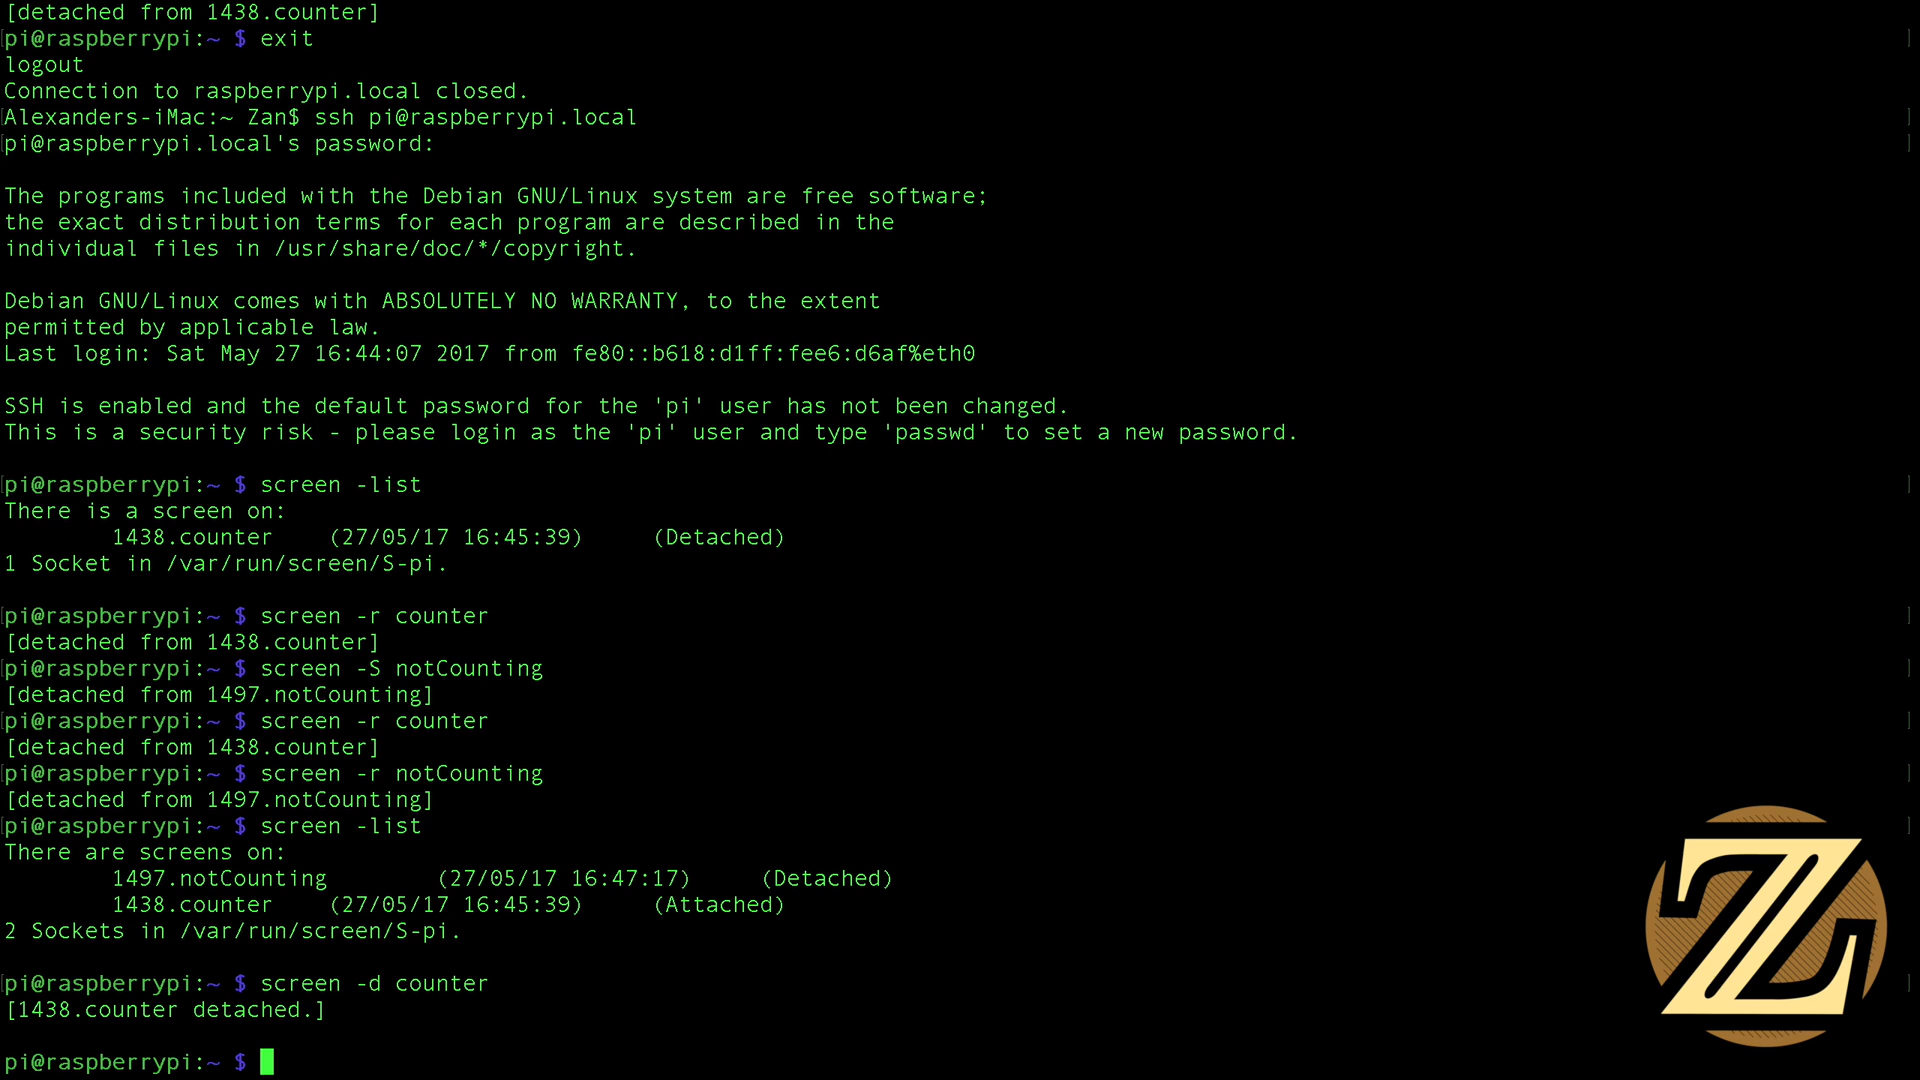 [detached from 1438.counter]
pi@raspberrypi:~ $ exit
logout
Connection to raspberrypi.local closed.
Alexanders-iMac:~ Zan$ ssh pi@raspberrypi.local
pi@raspberrypi.local's password:
The programs included with the Debian GNU/Linux system are free software;
the exact distribution terms for each program are described in the
individual files in /usr/share/doc/*/copyright.
Debian GNU/Linux comes with ABSOLUTELY NO WARRANTY, to the extent
permitted by applicable law.
Last login: Sat May 27 16:44:07 2017 from fe80::b618:d1ff:fee6:d6af%eth0
SSH is enabled and the default password for the 'pi' user has not been changed.
This is a security risk - please login as the 'pi' user and type 'passwd' to set a new password.
pi@raspberrypi:~ $ screen -list
There is a screen on:
1438.counter (27/05/17 16:45:39) (Detached)
1 Socket in /var/run/screen/S-pi.
pi@raspberrypi:~ $ screen -r counter
[detached from 1438.counter]
pi@raspberrypi:~ $ screen -S notCounting
[detached from 1497.notCounting]
pi@raspberrypi:~ $ screen -r counter
[detached from 1438.counter]
pi@raspberrypi:~ $ screen -r notCounting
[detached from 1497.notCounting]
pi@raspberrypi:~ $ screen -list
There are screens on:
1497.notCounting (27/05/17 16:47:17) (Detached)
1438.counter (27/05/17 16:45:39) (Attached)
2 Sockets in /var/run/screen/S-pi.
pi@raspberrypi:~ $ screen -d counter
[1438.counter detached.]
pi@raspberrypi:~ $
Z